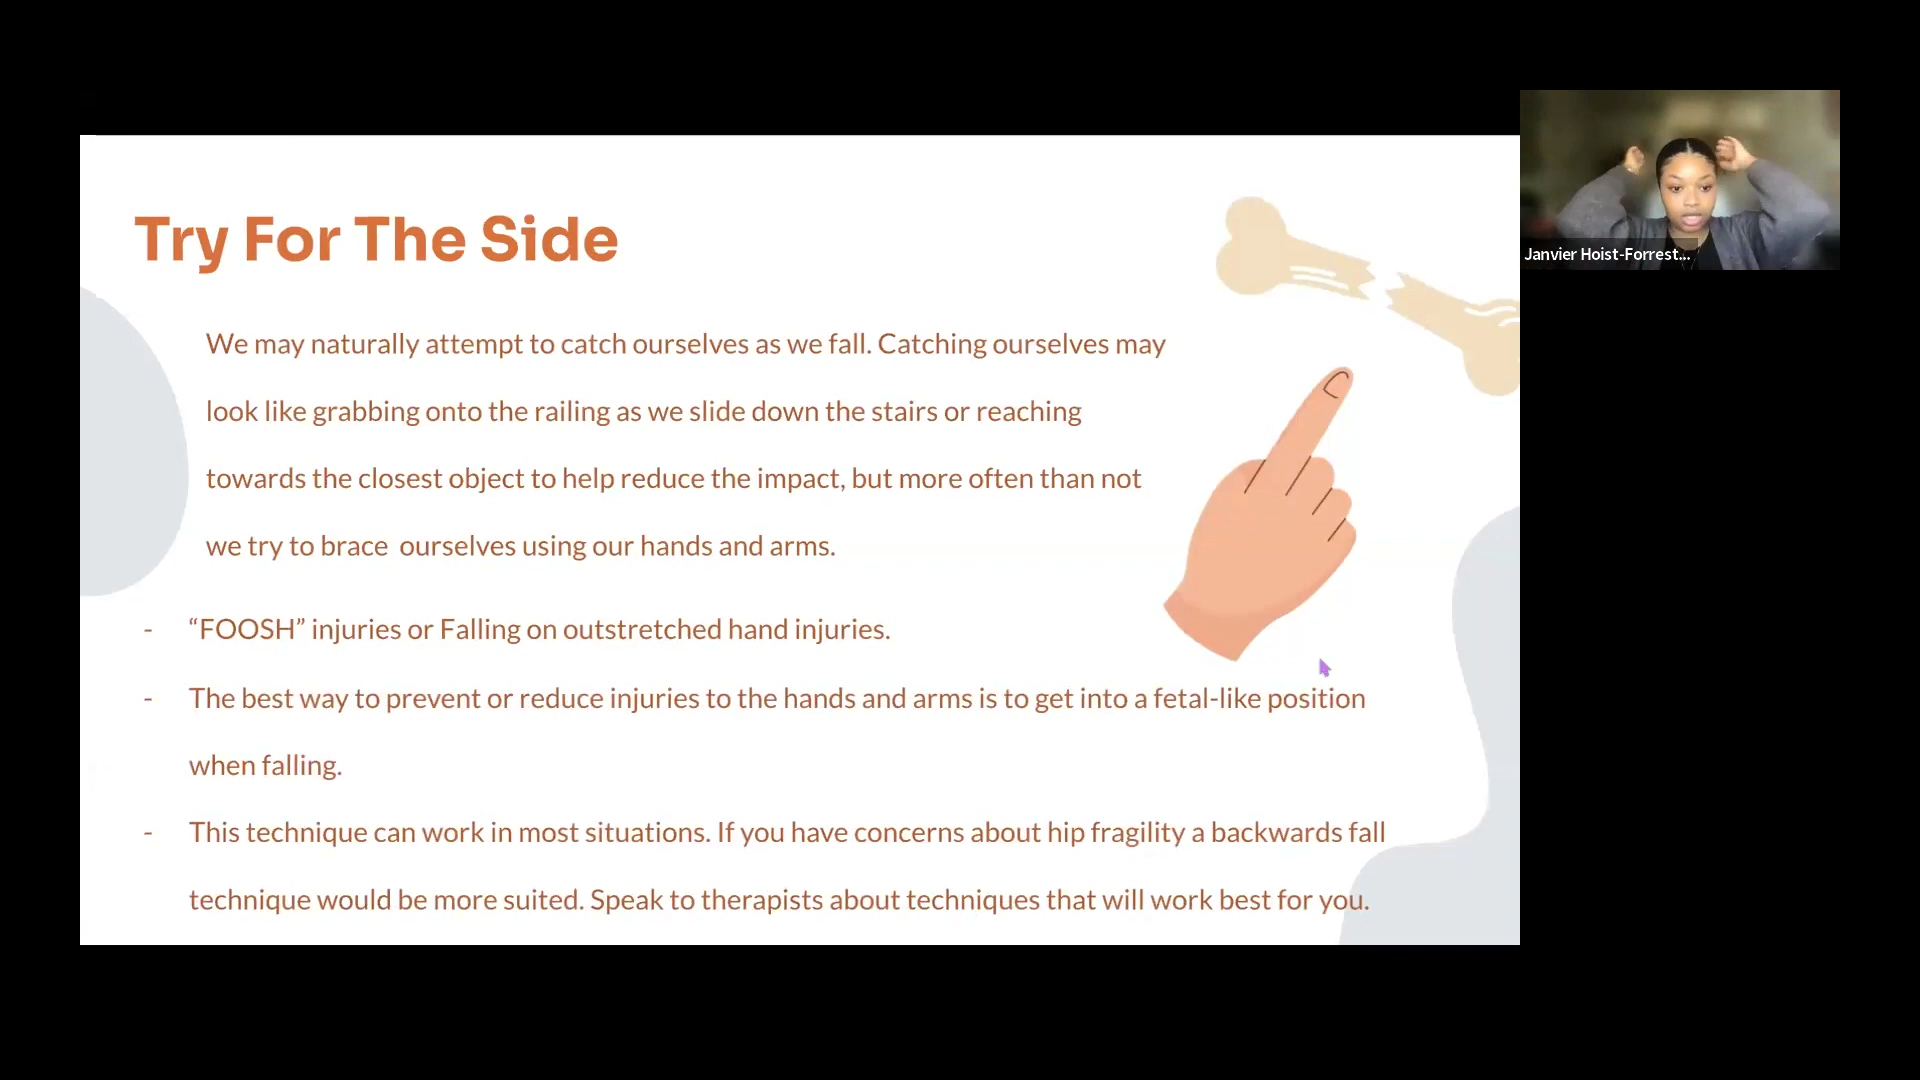 Try For The Side
We may naturally attempt to catch ourselves as we fall. Catching ourselves may
look like grabbing onto the railing as we slide down the stairs or reaching
towards the closest object to help reduce the impact, but more often than not
we try to brace  ourselves using our hands and arms.
- “FOOSH” injuries or Falling on outstretched hand injuries.
- The best way to prevent or reduce injuries to the hands and arms is to get into a fetal-like position
when falling.
- This technique can work in most situations. If you have concerns about hip fragility a backwards fall
technique would be more suited. Speak to therapists about techniques that will work best for you.
Janvier Hoist-Forrest...